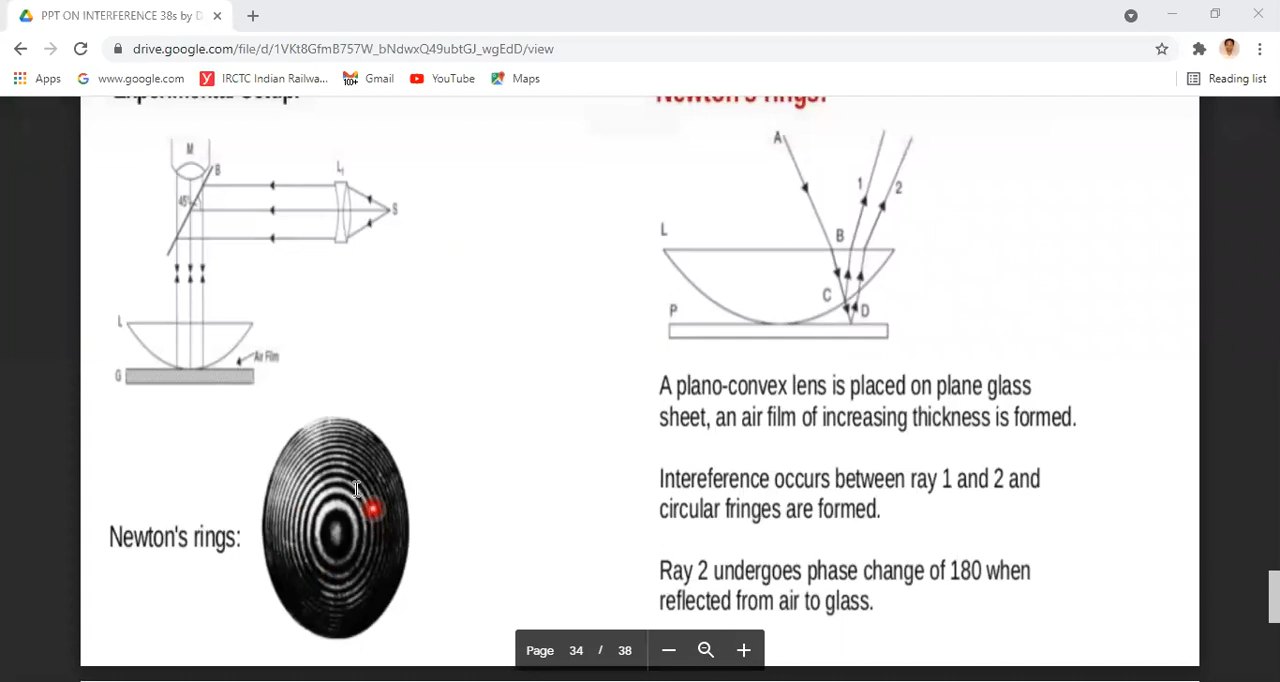 PPT ON INTERFERENCE 38s by D
drive.google.com/file/d/1VKt8GfmB757W_bNdwxQ49ubtGJ_wgEdD/view
Apps www.google.com IRCTC Indian Railwa... Gmail YouTube Maps Reading list
Experimental Setup:
M
B
L₁
45°
S
L
Air Film
G
Newton's rings:
Newton's rings:
A
1
2
L
B
C
P
D
A plano-convex lens is placed on plane glass
sheet, an air film of increasing thickness is formed.
Intereference occurs between ray 1 and 2 and
circular fringes are formed.
Ray 2 undergoes phase change of 180 when
reflected from air to glass.
Page 34 / 38